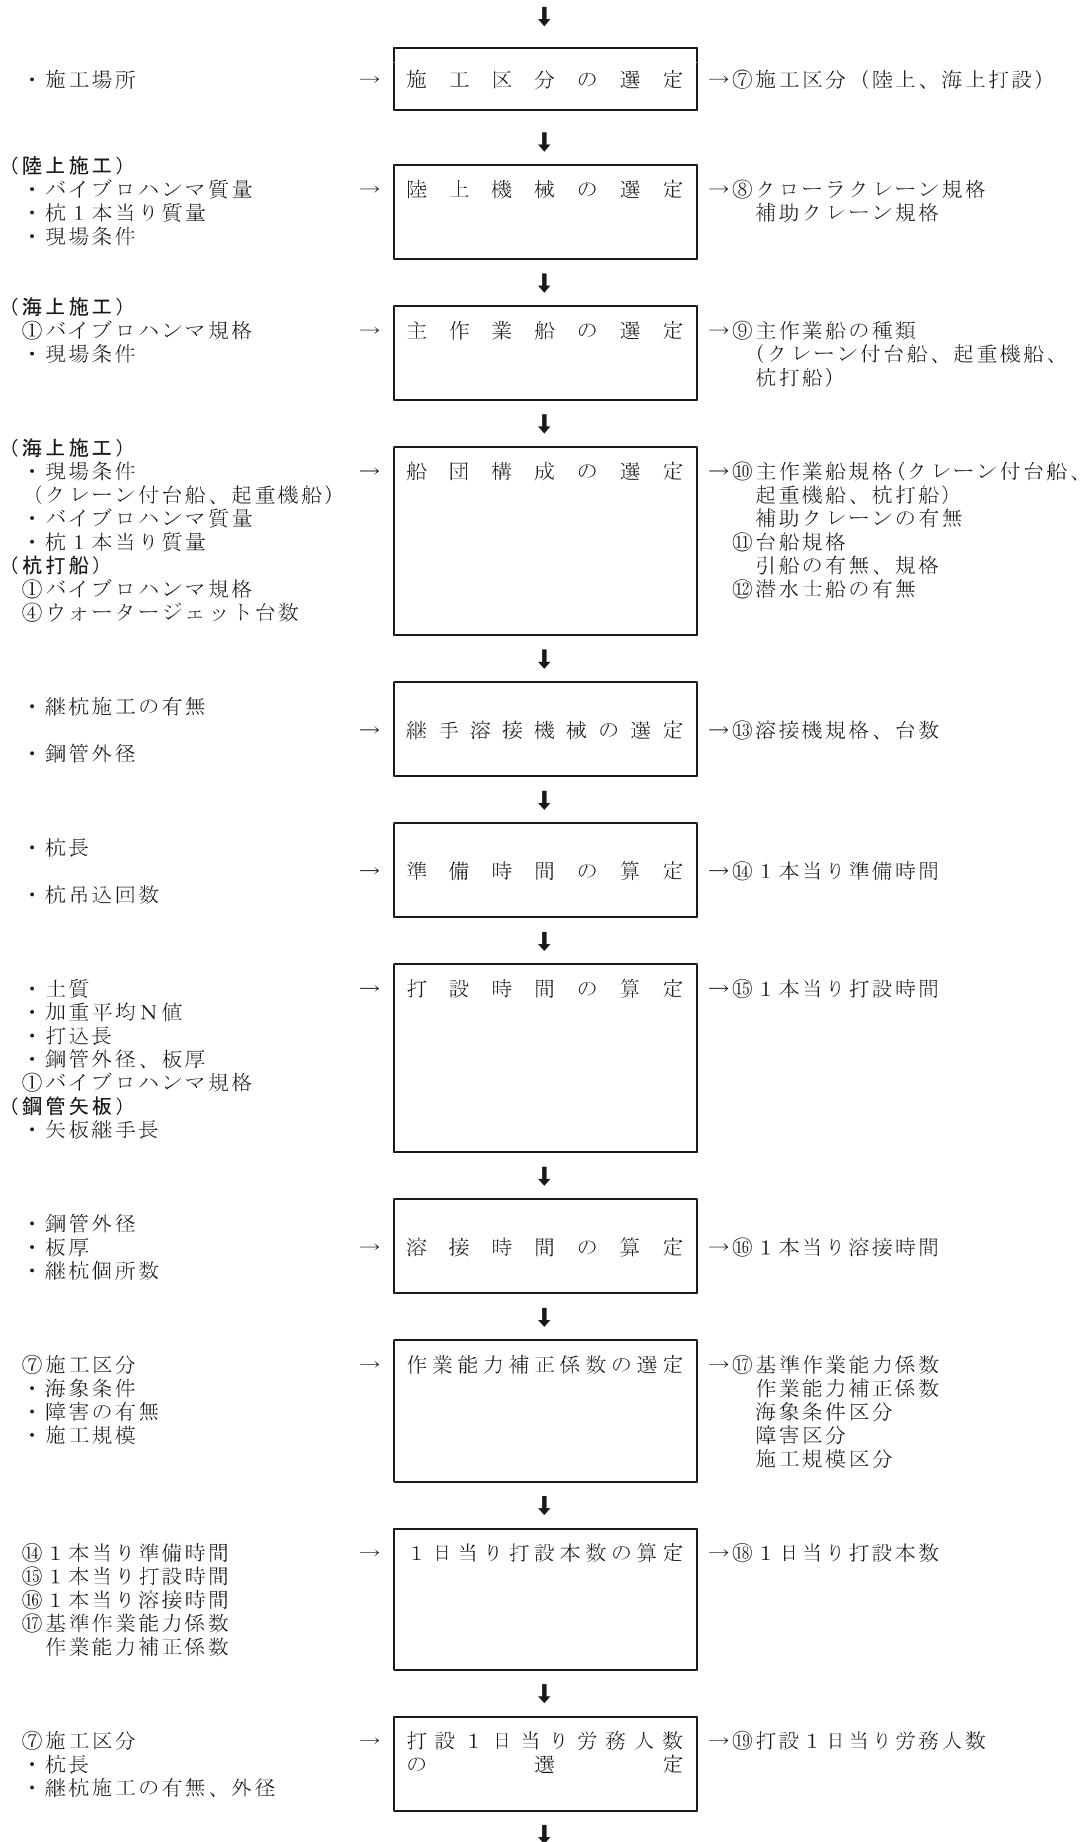 ⬇
・施工場所 → 施工区分の選定 →⑦施工区分（陸上、海上打設）
⬇
（陸上施工）
・バイブロハンマ質量 → 陸上機械の選定 →⑧クローラクレーン規格
・杭１本当り質量 補助クレーン規格
・現場条件
⬇
（海上施工）
①バイブロハンマ規格 → 主作業船の選定 →⑨主作業船の種類
・現場条件 （クレーン付台船、起重機船、
杭打船）
⬇
（海上施工）
・現場条件 → 船団構成の選定 →⑩主作業船規格（クレーン付台船、
（クレーン付台船、起重機船） 起重機船、杭打船）
・バイブロハンマ質量 補助クレーンの有無
・杭１本当り質量 ⑪台船規格
（杭打船） 引船の有無、規格
①バイブロハンマ規格 ⑫潜水士船の有無
④ウォータージェット台数
⬇
・継杭施工の有無
→ 継手溶接機械の選定 →⑬溶接機規格、台数
・鋼管外径
⬇
・杭長
→ 準備時間の算定 →⑭１本当り準備時間
・杭吊込回数
⬇
・土質 → 打設時間の算定 →⑮１本当り打設時間
・加重平均Ｎ値
・打込長
・鋼管外径、板厚
①バイブロハンマ規格
（鋼管矢板）
・矢板継手長
⬇
・鋼管外径
・板厚 → 溶接時間の算定 →⑯１本当り溶接時間
・継杭個所数
⬇
⑦施工区分 → 作業能力補正係数の選定 →⑰基準作業能力係数
・海象条件 作業能力補正係数
・障害の有無 海象条件区分
・施工規模 障害区分
施工規模区分
⬇
⑭１本当り準備時間 → １日当り打設本数の算定 →⑱１日当り打設本数
⑮１本当り打設時間
⑯１本当り溶接時間
⑰基準作業能力係数
作業能力補正係数
⬇
⑦施工区分 → 打設１日当り労務人数 →⑲打設１日当り労務人数
・杭長 の選定
・継杭施工の有無、外径
⬇